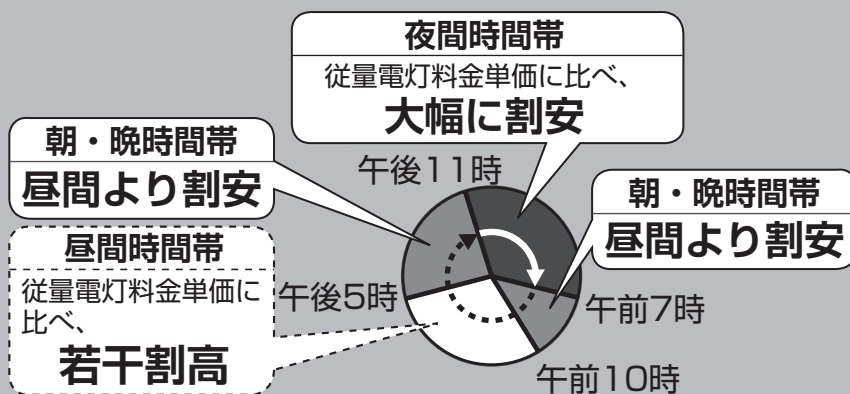 夜間時間帯
従量電灯料金単価に比べ、
大幅に割安
朝・晩時間帯
昼間より割安
午後11時
朝・晩時間帯
昼間より割安
昼間時間帯
従量電灯料金単価に
比べ、
若干割高
午後5時
午前7時
午前10時